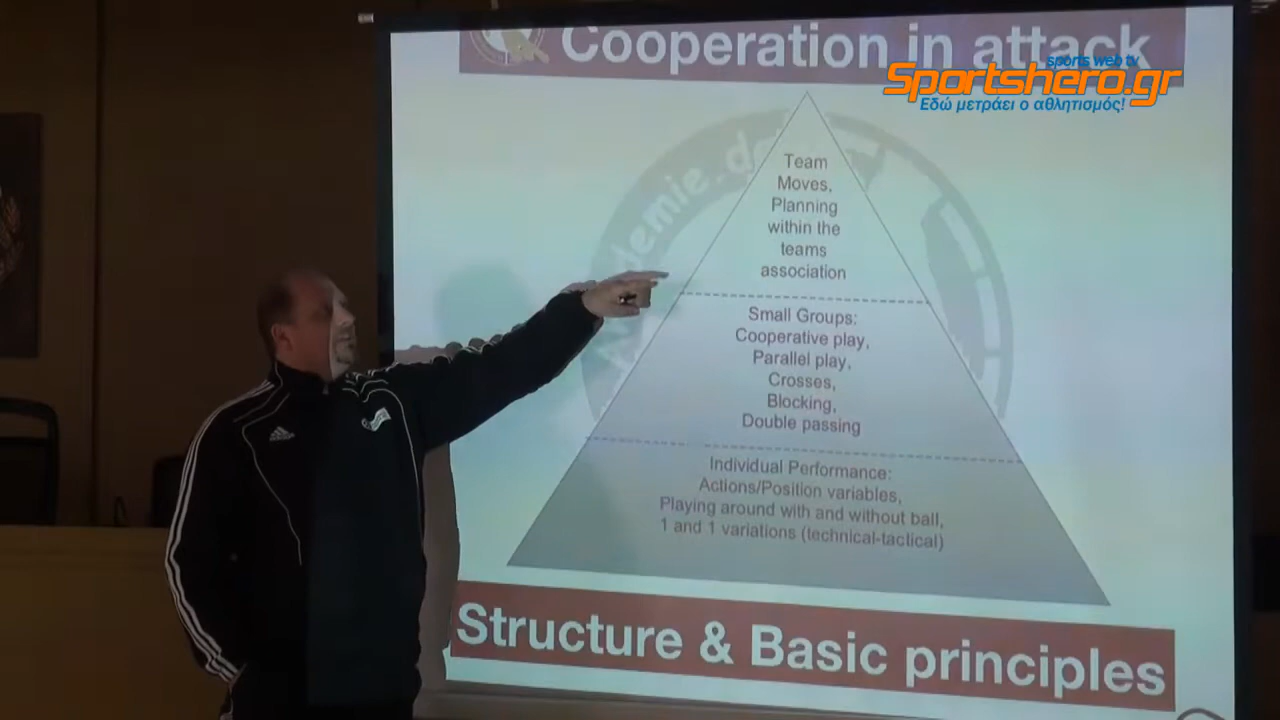 Cooperation in attack
sports web tv
Sportshero.gr
Εδώ μετράει ο αθλητισμός!
Team
Moves,
Planning
within the
teams
association
Small Groups:
Cooperative play,
Parallel play,
Crosses,
Blocking,
Double passing
Individual Performance:
Actions/Position variables,
Playing around with and without ball,
1 and 1 variations (technical-tactical)
Structure & Basic principles